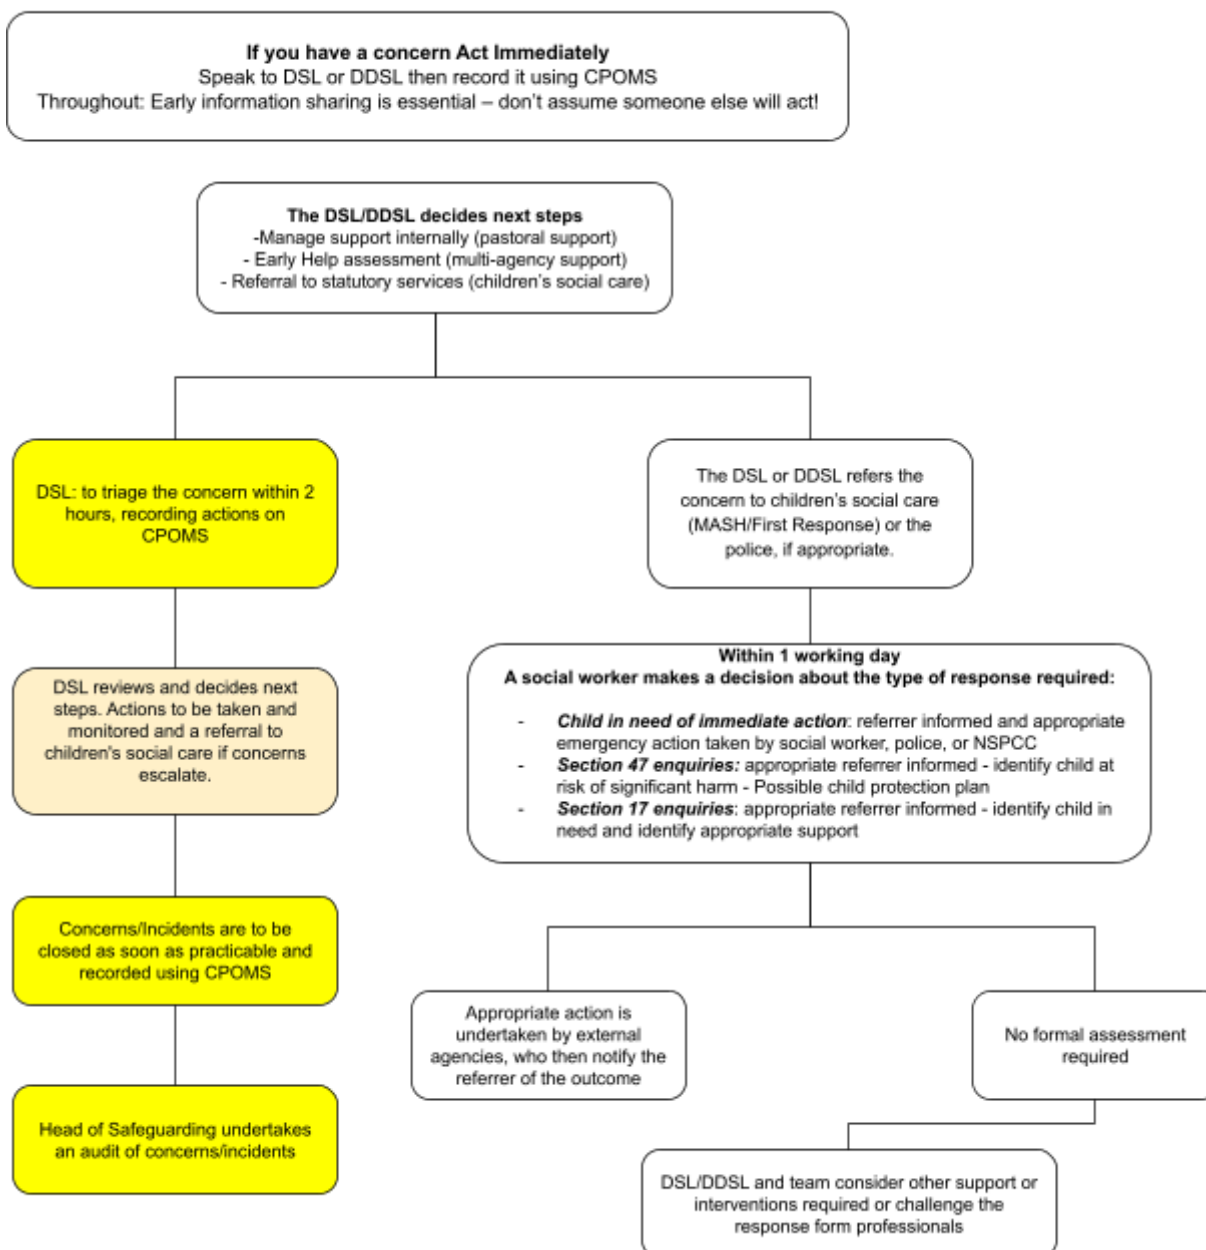 If you have a concern Act Immediately
Speak to DSL or DDSL then record it using CPOMS
Throughout: Early information sharing is essential – don't assume someone else will act!
The DSL/DDSL decides next steps
-Manage support internally (pastoral support)
- Early Help assessment (multi-agency support)
- Referral to statutory services (children's social care)
DSL: to triage the concern within 2
hours, recording actions on
CPOMS
DSL reviews and decides next
steps. Actions to be taken and
monitored and a referral to
children's social care if concerns
escalate.
Concerns/Incidents are to be
closed as soon as practicable and
recorded using CPOMS
Head of Safeguarding undertakes
an audit of concerns/incidents
The DSL or DDSL refers the
concern to children's social care
(MASH/First Response) or the
police, if appropriate.
Within 1 working day
A social worker makes a decision about the type of response required:
- Child in need of immediate action: referrer informed and appropriate
emergency action taken by social worker, police, or NSPCC
- Section 47 enquiries: appropriate referrer informed - identify child at
risk of significant harm - Possible child protection plan
- Section 17 enquiries: appropriate referrer informed - identify child in
need and identify appropriate support
Appropriate action is
undertaken by external
agencies, who then notify the
referrer of the outcome
No formal assessment
required
DSL/DDSL and team consider other support or
interventions required or challenge the
response form professionals